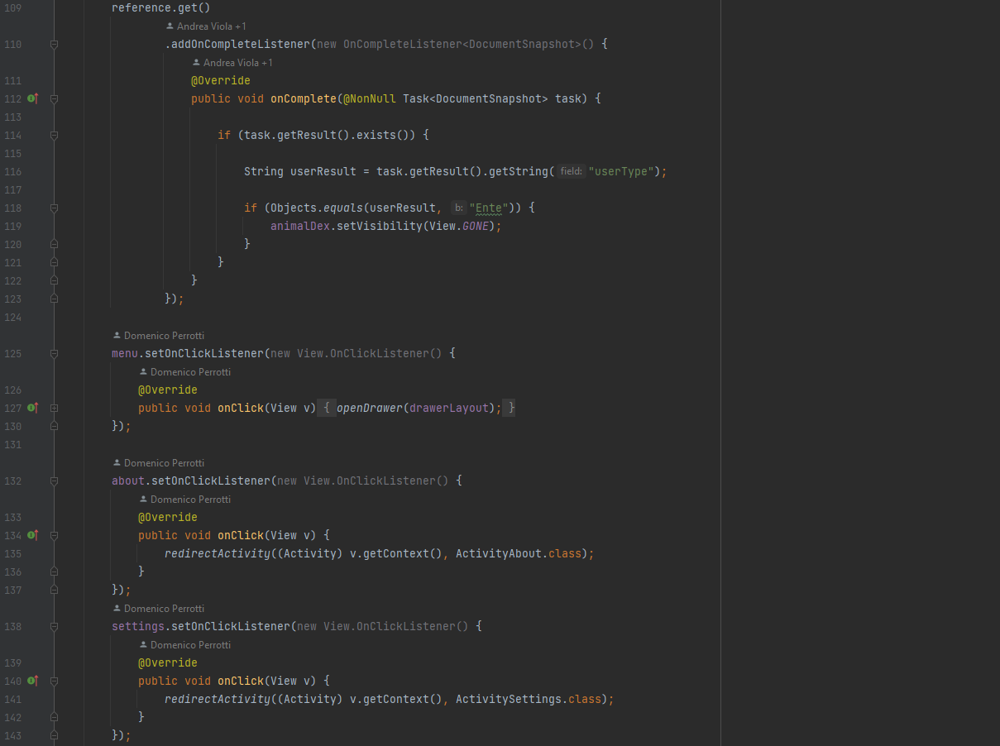 109 reference.get()
Andrea Viola +1
110 .addOnCompleteListener(new OnCompleteListener<DocumentSnapshot>() {
Andrea Viola +1
111 @Override
112 public void onComplete(@NonNull Task<DocumentSnapshot> task) {
113
114 if (task.getResult().exists()) {
115
116 String userResult = task.getResult().getString( field: "userType");
117
118 if (Objects.equals(userResult, b: "Ente")) {
119 animalDex.setVisibility(View.GONE);
120 }
121 }
122 }
123 });
124
Domenico Perrotti
125 menu.setOnClickListener(new View.OnClickListener() {
Domenico Perrotti
126 @Override
127 public void onClick(View v) { openDrawer(drawerLayout); }
130 });
131
Domenico Perrotti
132 about.setOnClickListener(new View.OnClickListener() {
Domenico Perrotti
133 @Override
134 public void onClick(View v) {
135 redirectActivity((Activity) v.getContext(), ActivityAbout.class);
136 }
137 });
Domenico Perrotti
138 settings.setOnClickListener(new View.OnClickListener() {
Domenico Perrotti
139 @Override
140 public void onClick(View v) {
141 redirectActivity((Activity) v.getContext(), ActivitySettings.class);
142 }
143 });